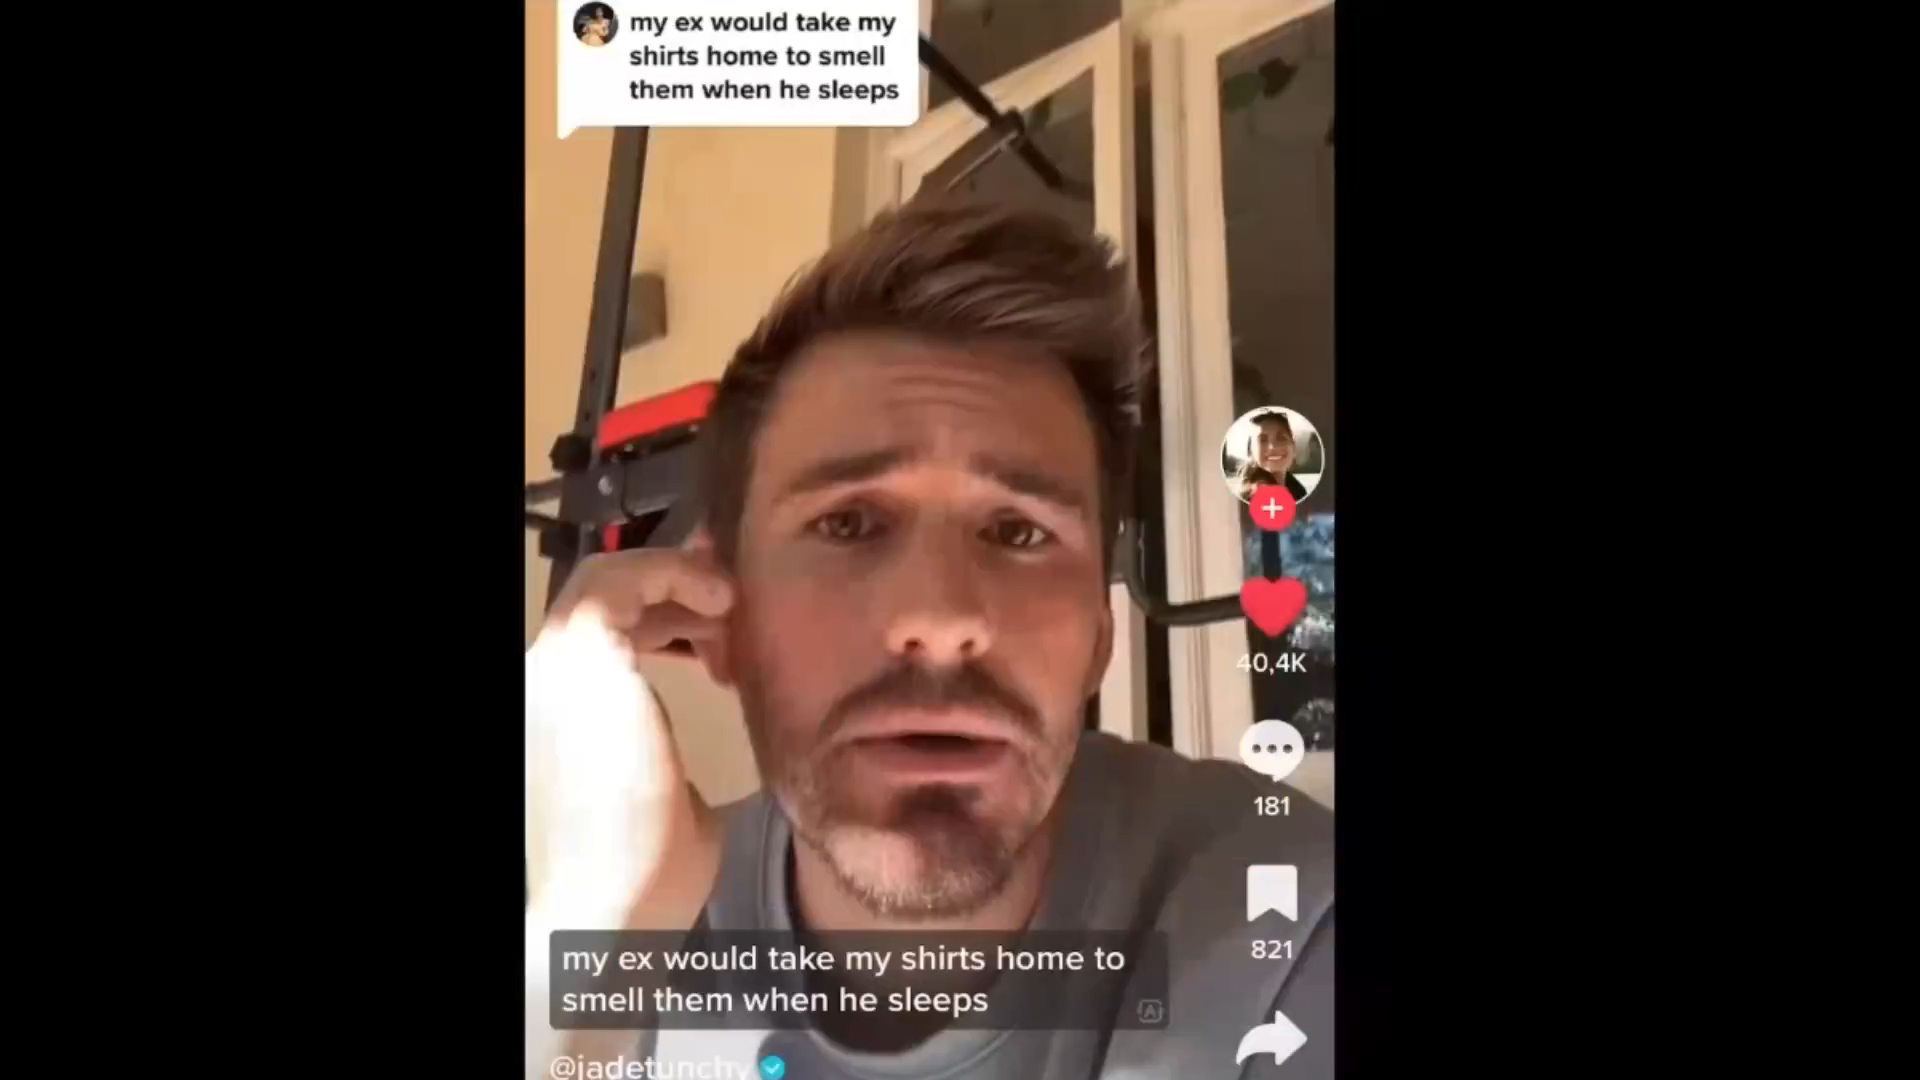 my ex would take my
shirts home to smell
them when he sleeps
40,4K
181
821
my ex would take my shirts home to
smell them when he sleeps
@jadetunchy